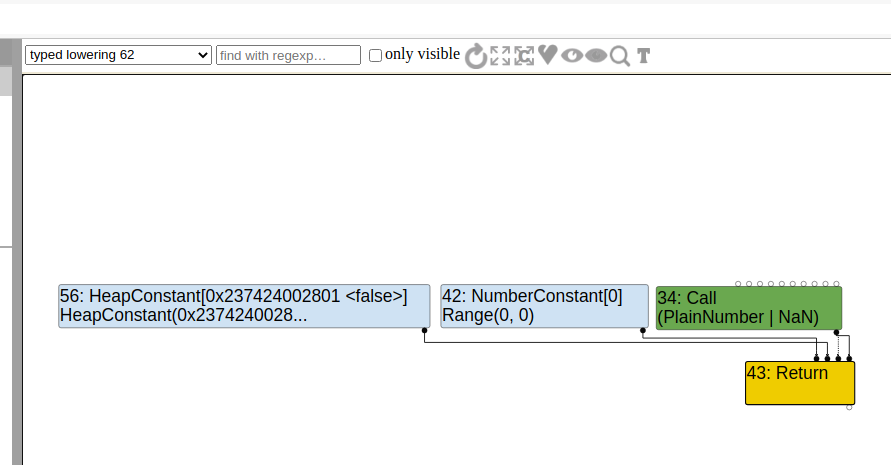 typed lowering 62 find with regexp… only visible T
56: HeapConstant[0x237424002801 <false>] 42: NumberConstant[0] 34: Call
HeapConstant(0x2374240028... Range(0, 0) (PlainNumber | NaN)
43: Return